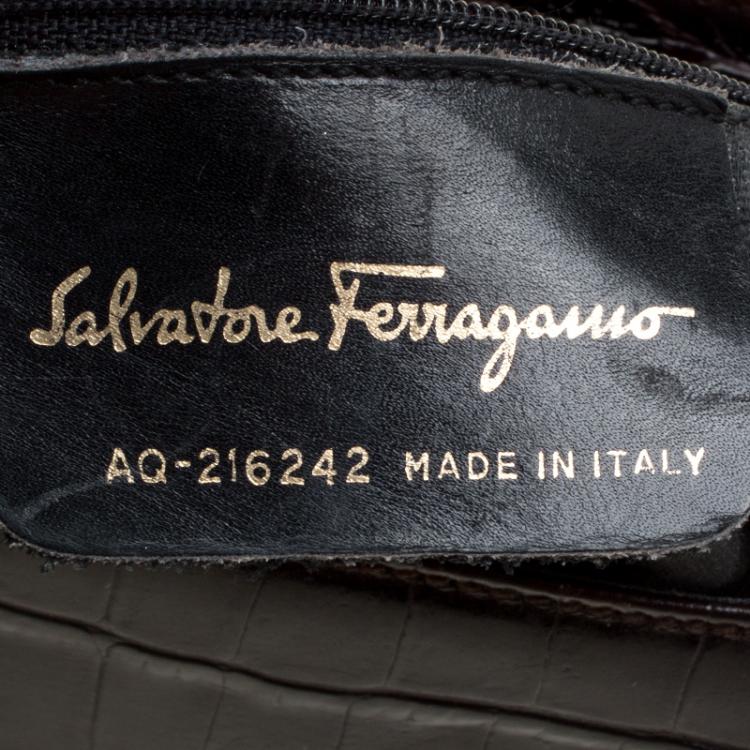 Salvatore Ferragamo
AQ-216242 MADE IN ITALY